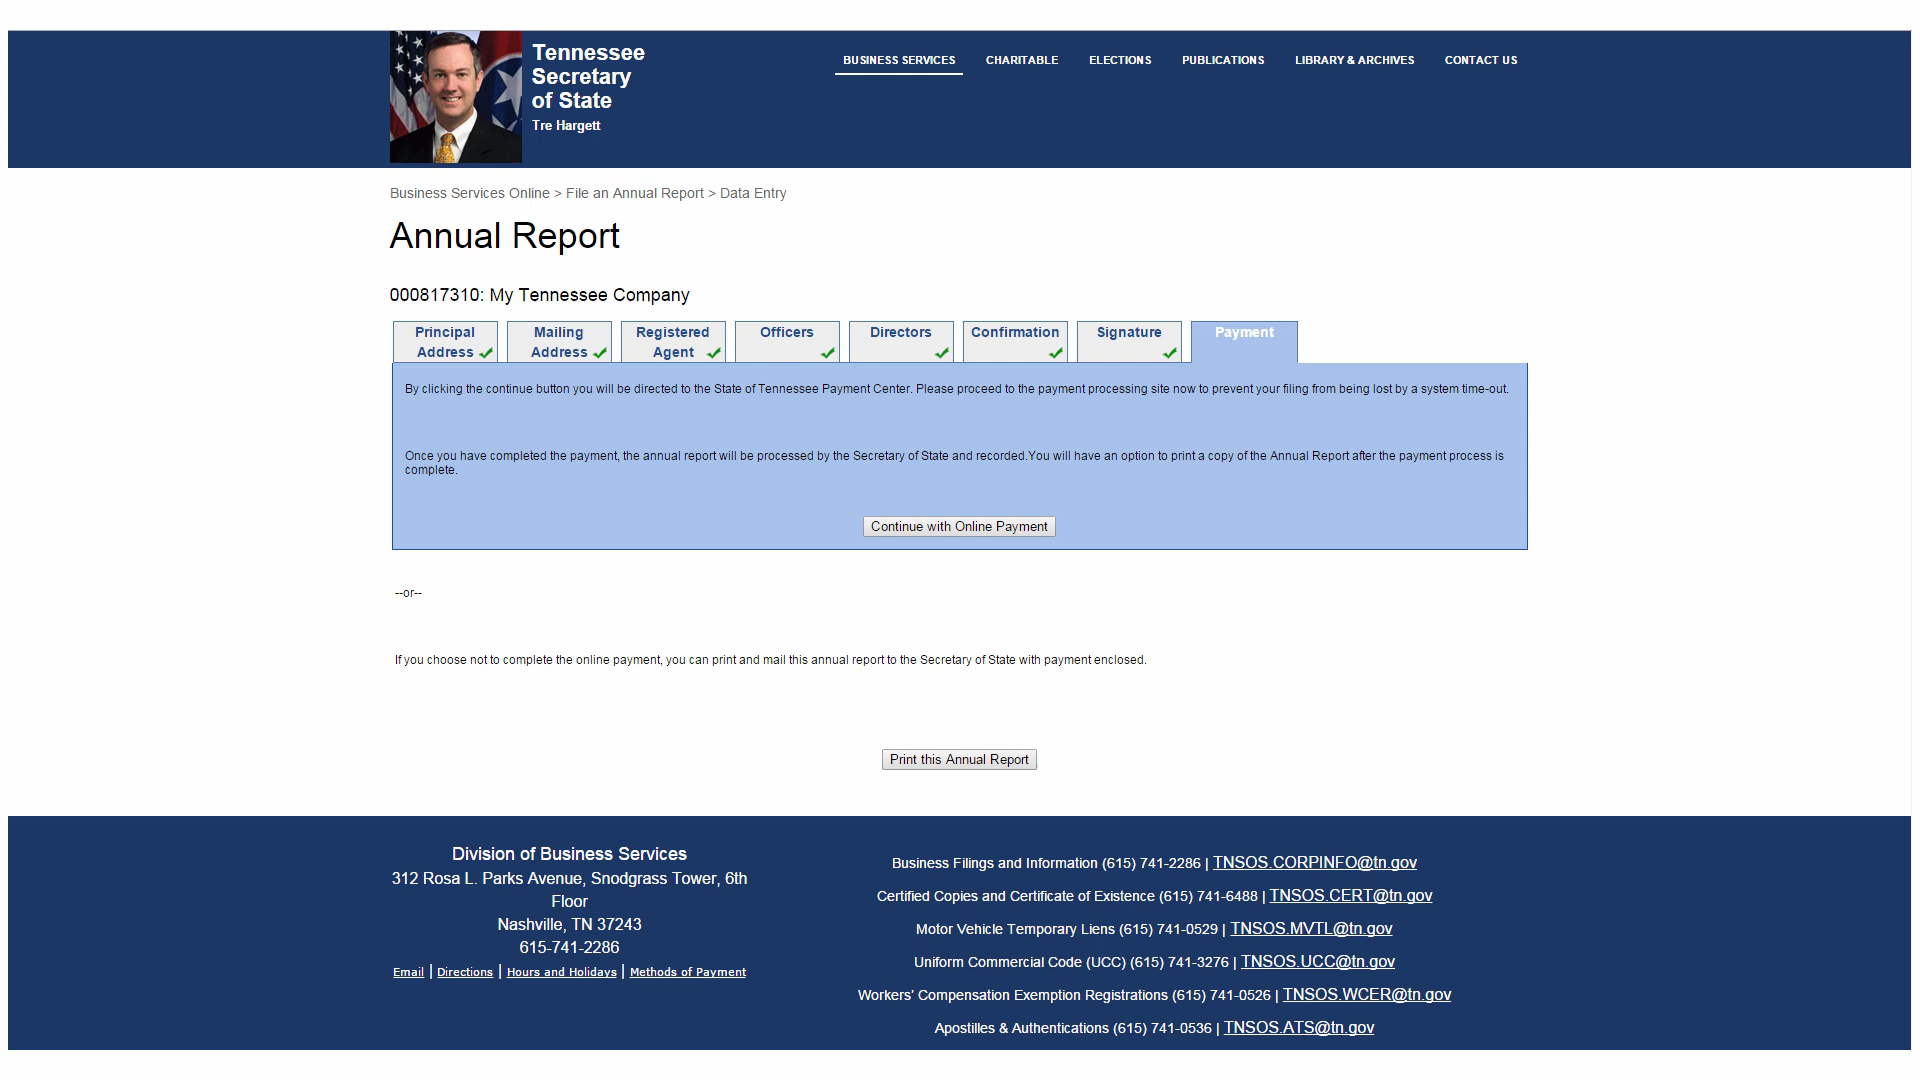 Tennessee
Secretary
of State
Tre Hargett
BUSINESS SERVICES CHARITABLE ELECTIONS PUBLICATIONS LIBRARY & ARCHIVES CONTACT US
Business Services Online > File an Annual Report > Data Entry
Annual Report
000817310: My Tennessee Company
Principal Address
Mailing Address
Registered Agent
Officers
Directors
Confirmation
Signature
Payment
By clicking the continue button you will be directed to the State of Tennessee Payment Center. Please proceed to the payment processing site now to prevent your filing from being lost by a system time-out.
Once you have completed the payment, the annual report will be processed by the Secretary of State and recorded.You will have an option to print a copy of the Annual Report after the payment process is
complete.
Continue with Online Payment
--or--
If you choose not to complete the online payment, you can print and mail this annual report to the Secretary of State with payment enclosed.
Print this Annual Report
Division of Business Services
312 Rosa L. Parks Avenue, Snodgrass Tower, 6th
Floor
Nashville, TN 37243
615-741-2286
Email | Directions | Hours and Holidays | Methods of Payment
Business Filings and Information (615) 741-2286 | TNSOS.CORPINFO@tn.gov
Certified Copies and Certificate of Existence (615) 741-6488 | TNSOS.CERT@tn.gov
Motor Vehicle Temporary Liens (615) 741-0529 | TNSOS.MVTL@tn.gov
Uniform Commercial Code (UCC) (615) 741-3276 | TNSOS.UCC@tn.gov
Workers' Compensation Exemption Registrations (615) 741-0526 | TNSOS.WCER@tn.gov
Apostilles & Authentications (615) 741-0536 | TNSOS.ATS@tn.gov